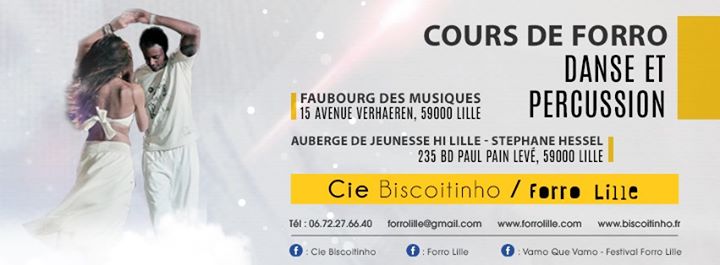 COURS DE FORRO
DANSE ET
PERCUSSION
FAUBOURG DES MUSIQUES
15 AVENUE VERHAEREN, 59000 LILLE
AUBERGE DE JEUNESSE HI LILLE - STEPHANE HESSEL
235 BD PAUL PAIN LEVÉ, 59000 LILLE
Cie Biscoitinho / Forro Lille
Tél : 06.72.27.66.40 forrolille@gmail.com www.forrolille.com www.biscoitinho.fr
f : Cie Biscoitinho f : Forro Lille f : Vamo Que Vamo - Festival Forro Lille